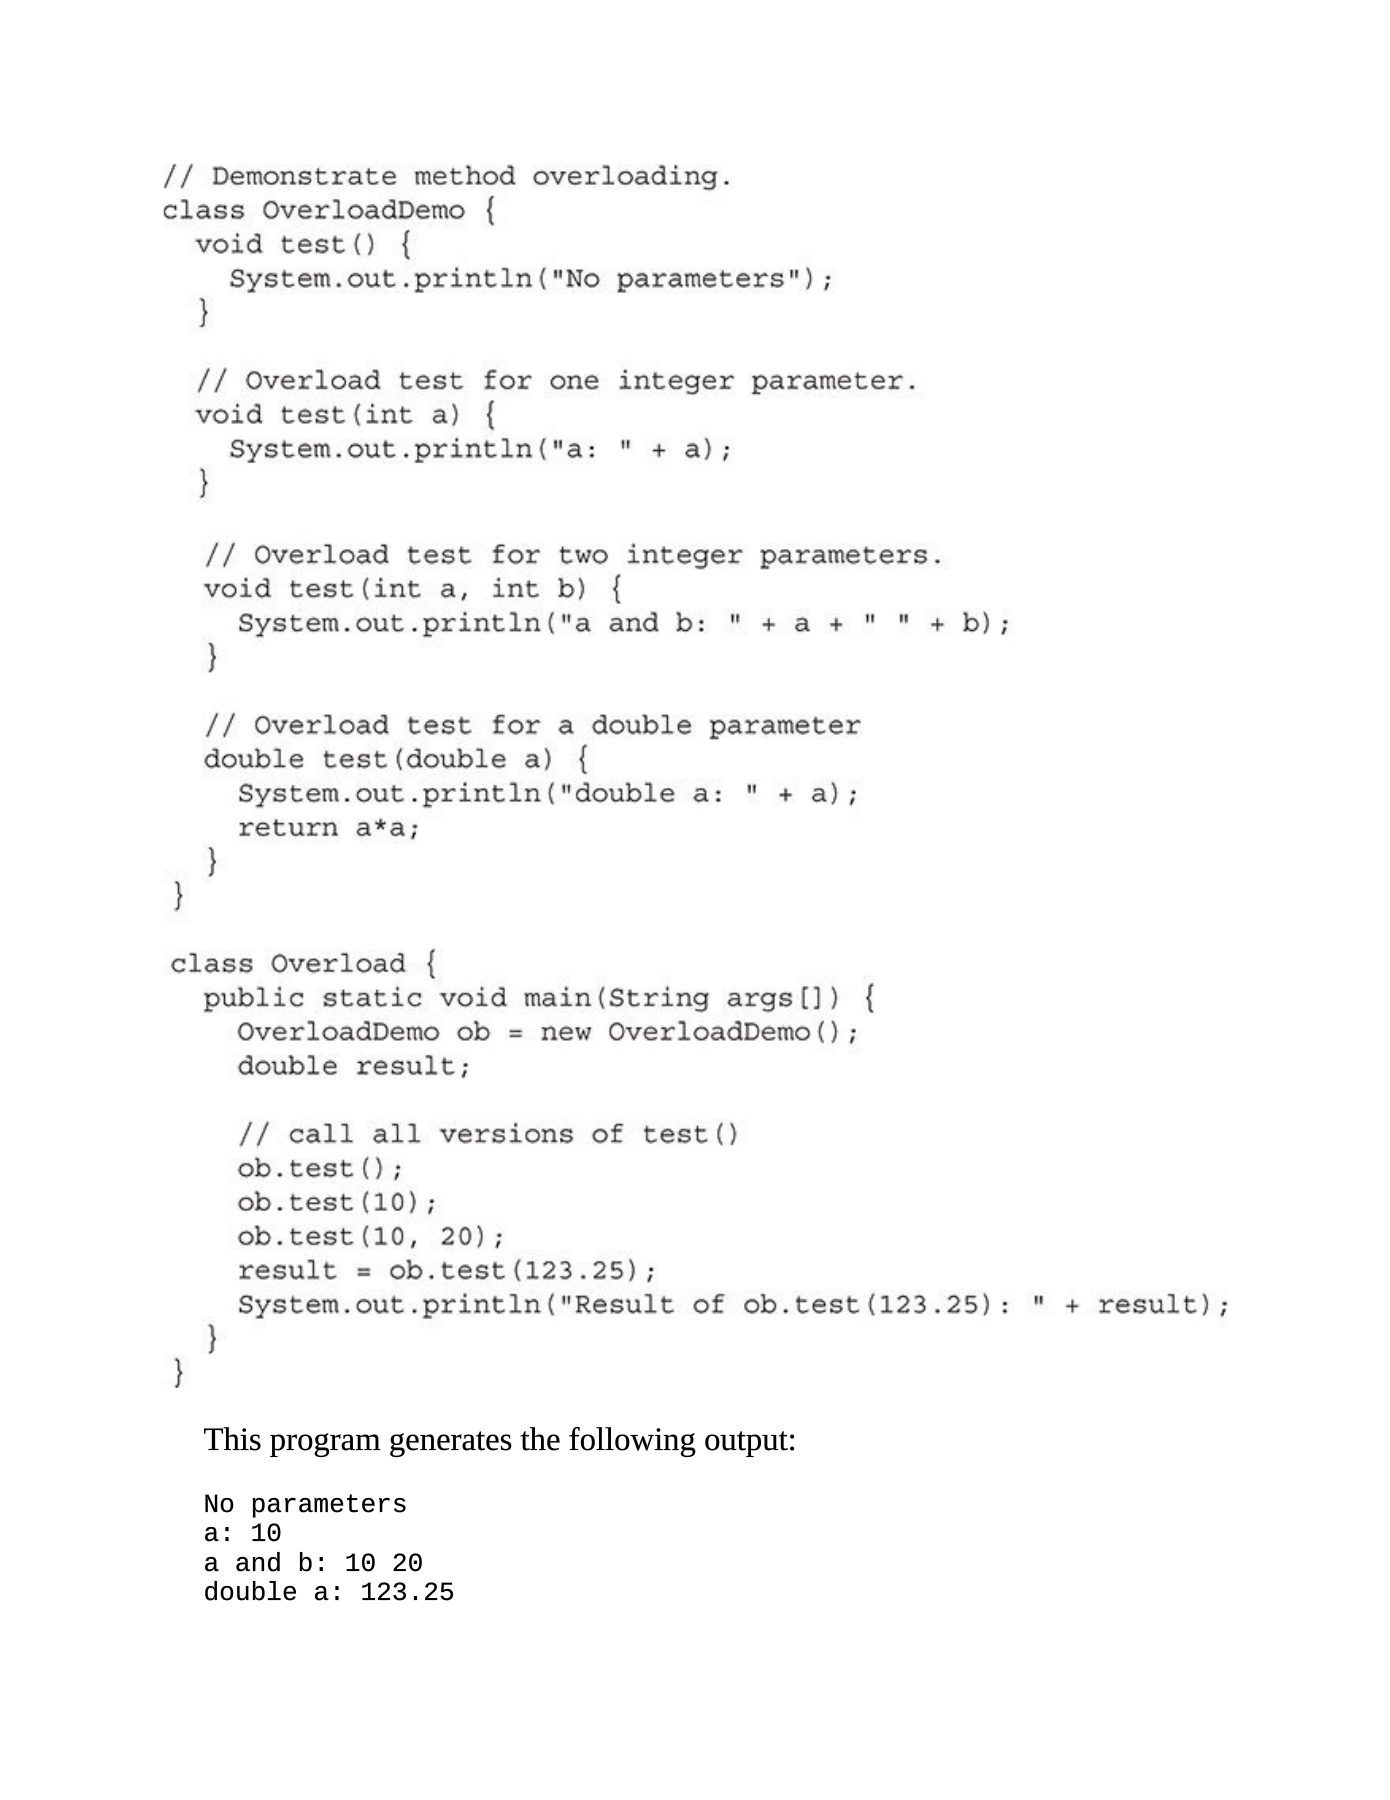 // Demonstrate method overloading.
class OverloadDemo {
  void test() {
    System.out.println("No parameters");
  }

  // Overload test for one integer parameter.
  void test(int a) {
    System.out.println("a: " + a);
  }

  // Overload test for two integer parameters.
  void test(int a, int b) {
    System.out.println("a and b: " + a + " " + b);
  }

  // Overload test for a double parameter
  double test(double a) {
    System.out.println("double a: " + a);
    return a*a;
  }
}

class Overload {
  public static void main(String args[]) {
    OverloadDemo ob = new OverloadDemo();
    double result;

    // call all versions of test()
    ob.test();
    ob.test(10);
    ob.test(10, 20);
    result = ob.test(123.25);
    System.out.println("Result of ob.test(123.25): " + result);
  }
}
This program generates the following output:
No parameters
a: 10
a and b: 10 20
double a: 123.25